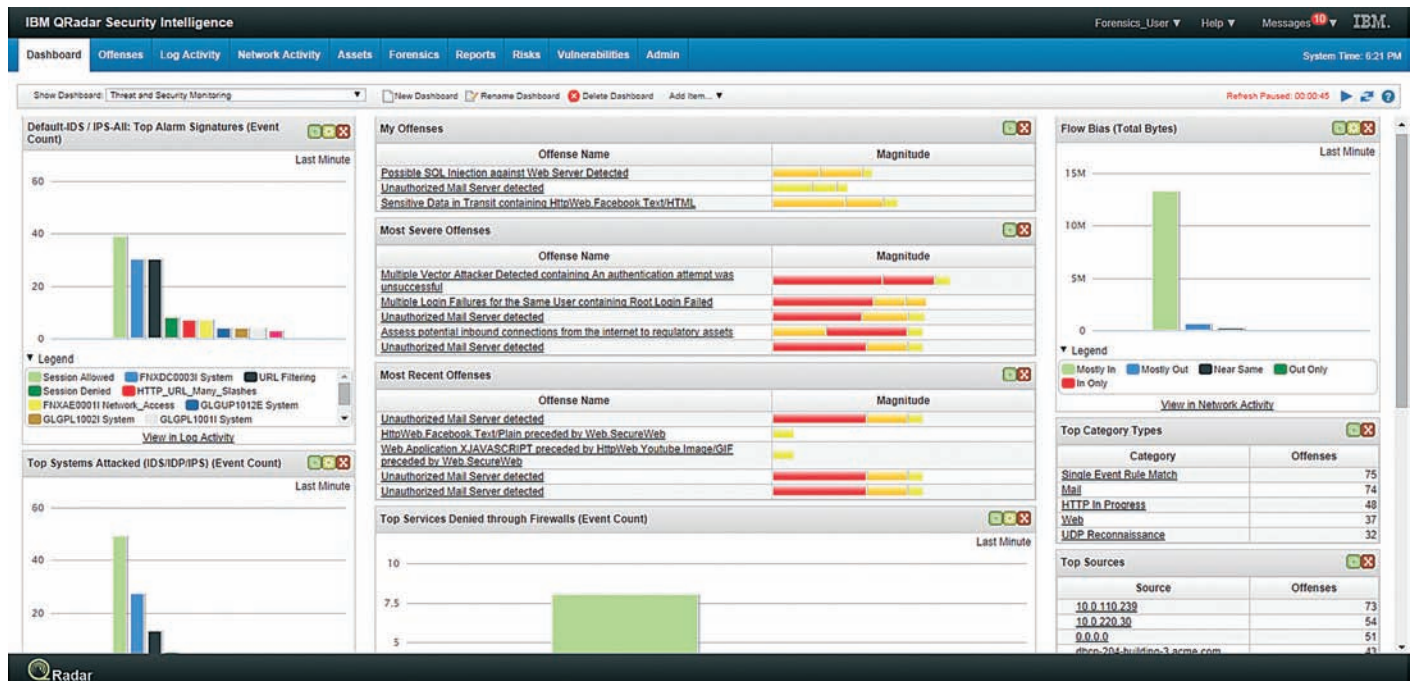 IBM QRadar Security Intelligence
Forensics_User ▼ Help ▼ Messages 10 ▼ IBM.
Dashboard Offenses Log Activity Network Activity Assets Forensics Reports Risks Vulnerabilities Admin
System Time: 6:21 PM
Show Dashboard: Threat and Security Monitoring
New Dashboard Rename Dashboard Delete Dashboard Add Item... ▼
Refresh Paused: 00:00:45
Default-IDS / IPS-All: Top Alarm Signatures (Event
Count)
Last Minute
60
40
20
0
▼ Legend
Session Allowed FNXDC0003I System URL Filtering
Session Denied HTTP_URL_Many_Slashes
FNXAE0001I Network_Access GLGUP1012E System
GLGPL1002I System GLGPL1001I System
View in Log Activity
Top Systems Attacked (IDS/IDP/IPS) (Event Count)
Last Minute
60
40
20
My Offenses
Offense Name Magnitude
Possible SQL Injection against Web Server Detected
Unauthorized Mail Server detected
Sensitive Data in Transit containing HttpWeb.Facebook.Text/HTML
Most Severe Offenses
Offense Name Magnitude
Multiple Vector Attacker Detected containing An authentication attempt was
unsuccessful
Multiple Login Failures for the Same User containing Root Login Failed
Unauthorized Mail Server detected
Assess potential inbound connections from the internet to regulatory assets
Unauthorized Mail Server detected
Most Recent Offenses
Offense Name Magnitude
Unauthorized Mail Server detected
HttpWeb.Facebook.Text/Plain preceded by Web.SecureWeb
Web Application.XJAVASCRIPT preceded by HttpWeb.Youtube.Image/GIF
preceded by Web.SecureWeb
Unauthorized Mail Server detected
Unauthorized Mail Server detected
Top Services Denied through Firewalls (Event Count)
Last Minute
10
7.5
5
Flow Bias (Total Bytes)
Last Minute
15M
10M
5M
0
▼ Legend
Mostly In Mostly Out Near Same Out Only
In Only
View in Network Activity
Top Category Types
Category Offenses
Single Event Rule Match 75
Mail 74
HTTP In Progress 48
Web 37
UDP Reconnaissance 32
Top Sources
Source Offenses
10.0.110.239 73
10.0.220.30 54
0.0.0.0 51
dhcp-204-building-3.acme.com 43
QRadar